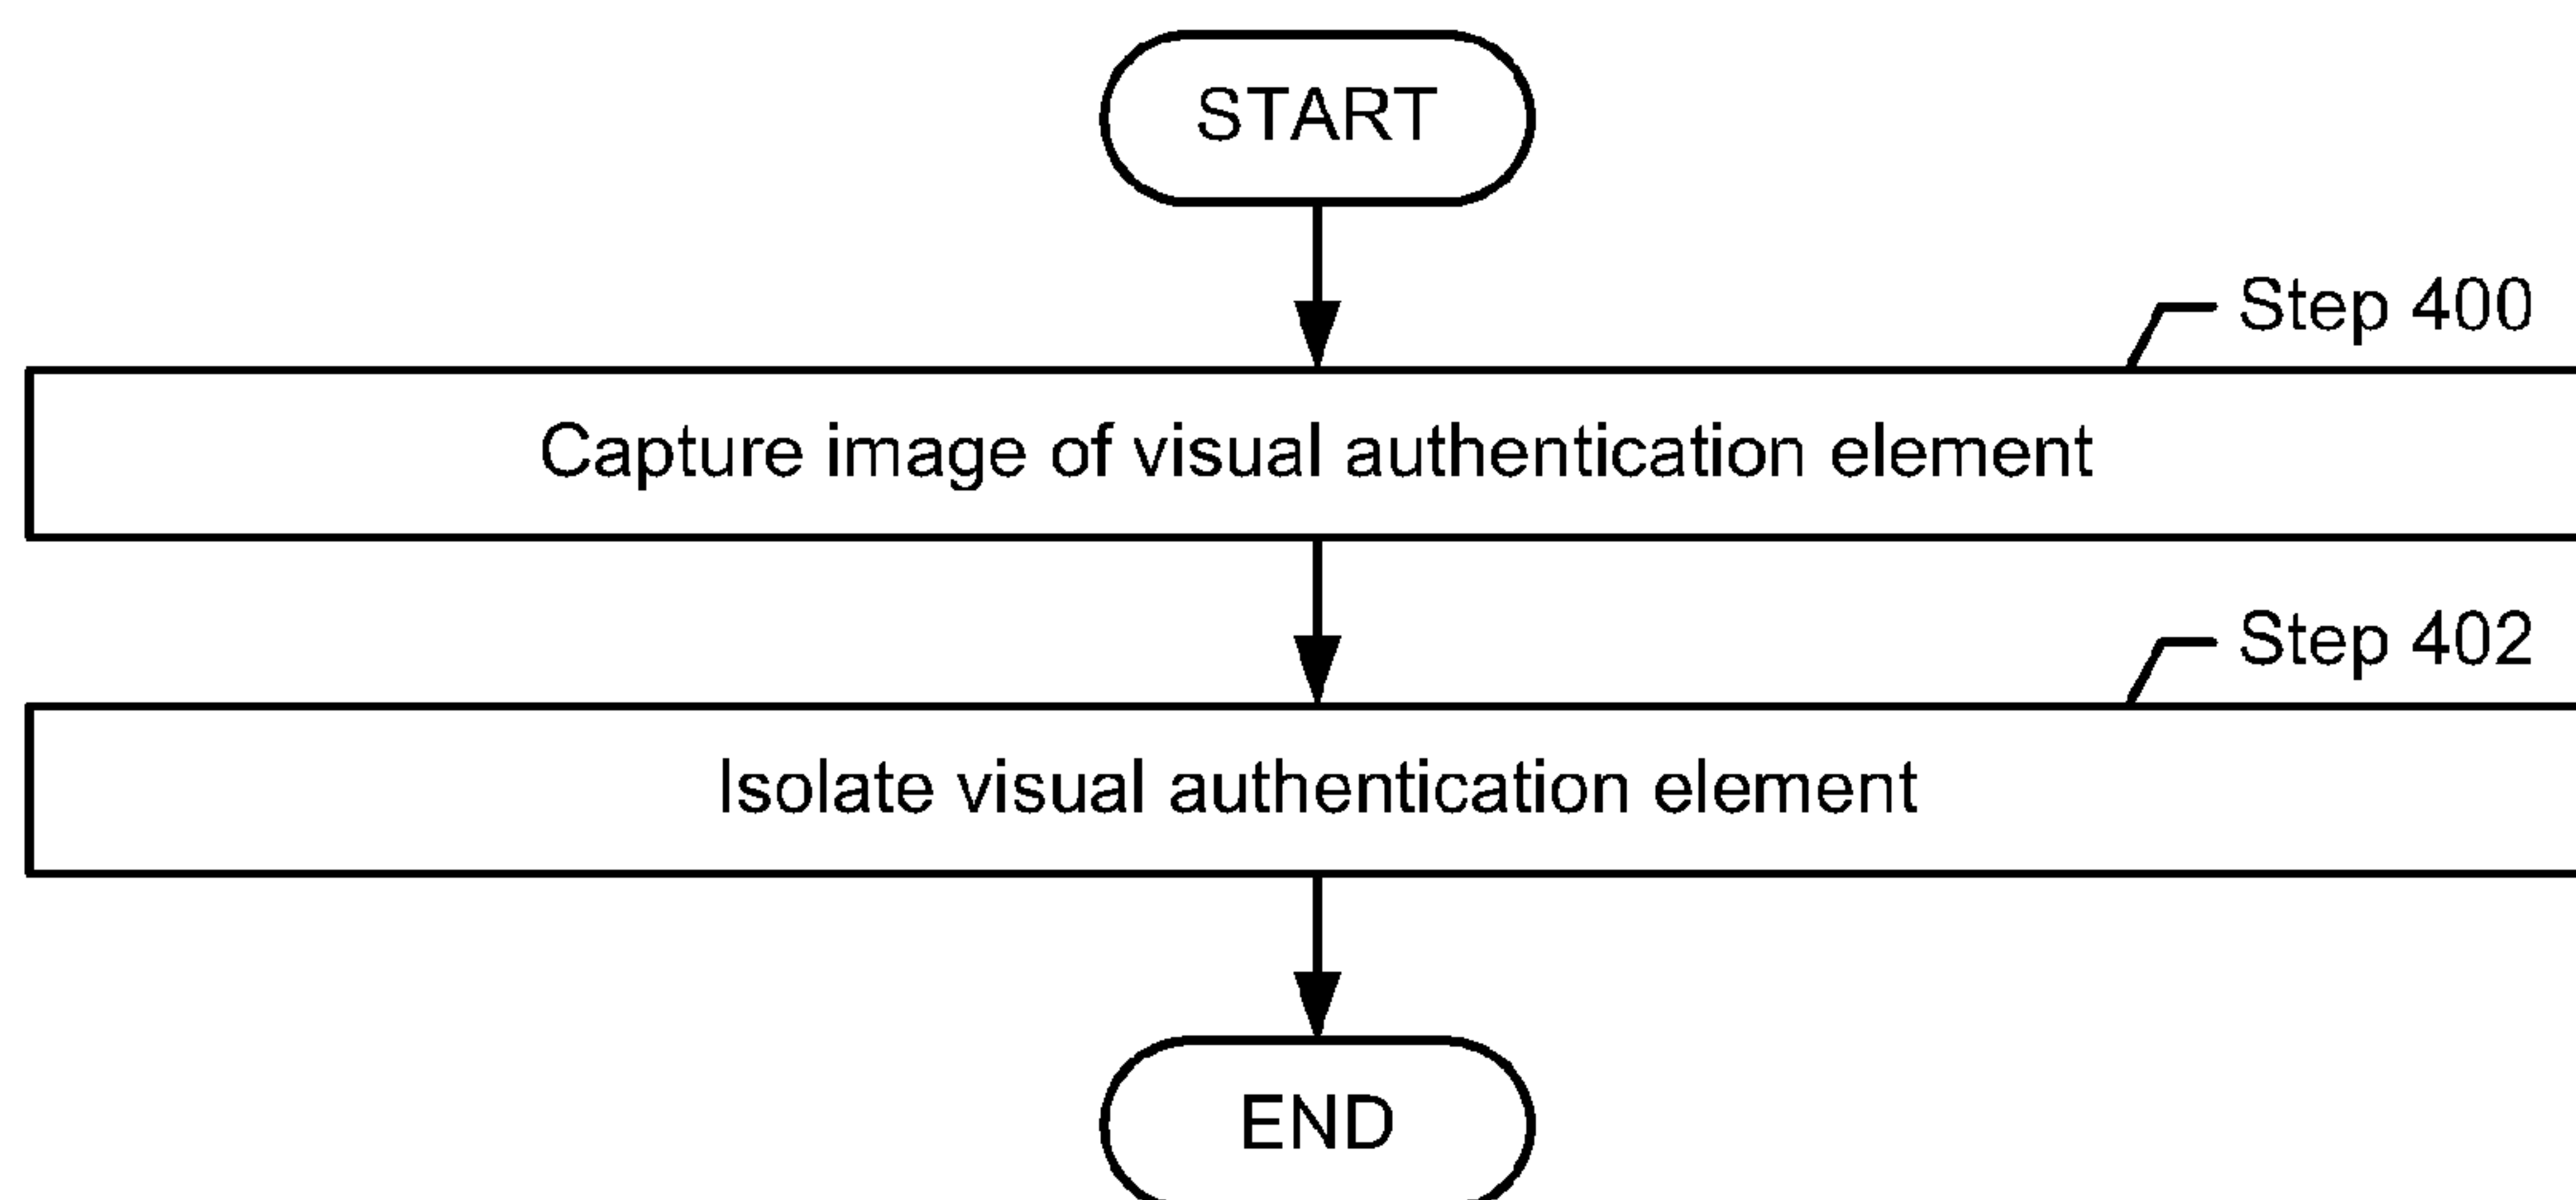 START
Step 400
Capture image of visual authentication element
Step 402
Isolate visual authentication element
END